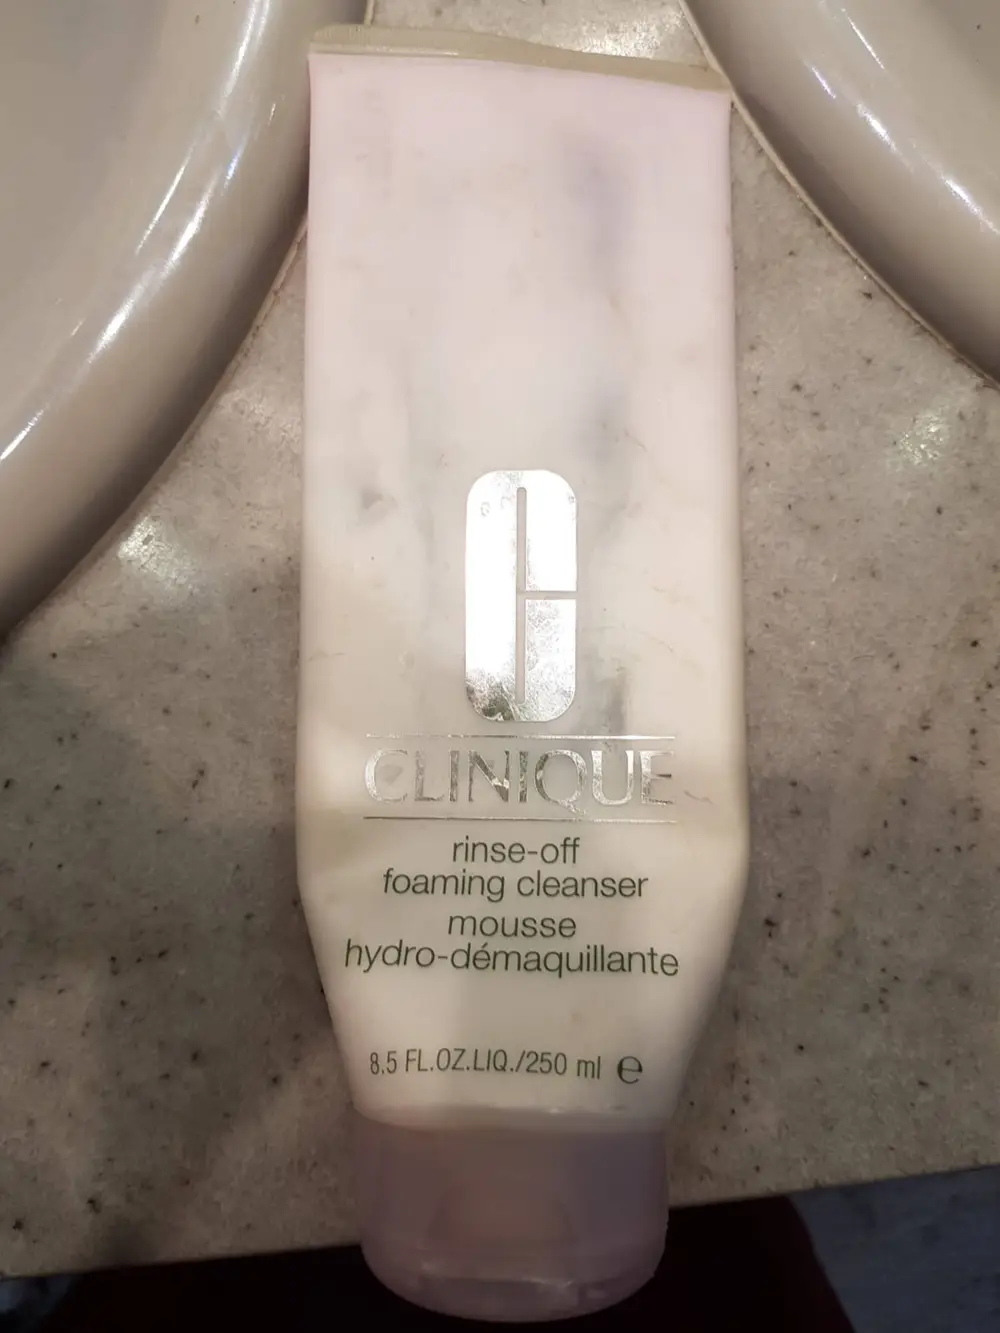 CLINIQUE
rinse-off
foaming cleanser
mousse
hydro-démaquillante
8.5 FL.OZ.LIQ./250 ml ℮